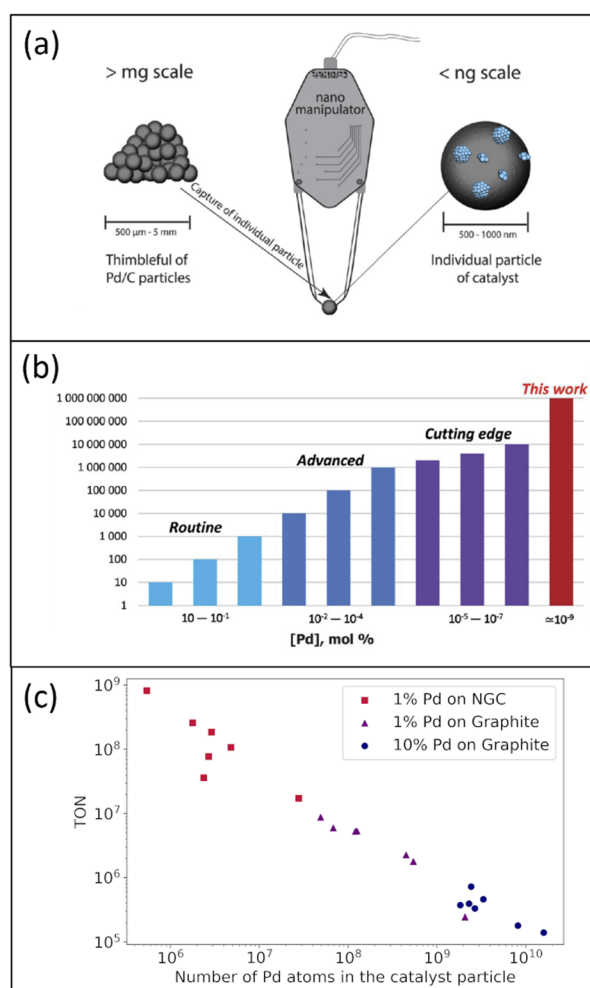 (a)
> mg scale
< ng scale
nano
manipulator
Capture of individual particle
500 µm - 5 mm
500 - 1000 nm
Thimbleful of
Pd/C particles
Individual particle
of catalyst
(b)
This work
1 000 000 000
100 000 000
10 000 000
1 000 000
100 000
10 000
1 000
100
10
1
Cutting edge
Advanced
Routine
10 — 10⁻¹
10⁻² — 10⁻⁴
10⁻⁵ — 10⁻⁷
≃10⁻⁹
[Pd], mol %
(c)
10⁹
10⁸
10⁷
10⁶
10⁵
TON
1% Pd on NGC
1% Pd on Graphite
10% Pd on Graphite
10⁶ 10⁷ 10⁸ 10⁹ 10¹⁰
Number of Pd atoms in the catalyst particle